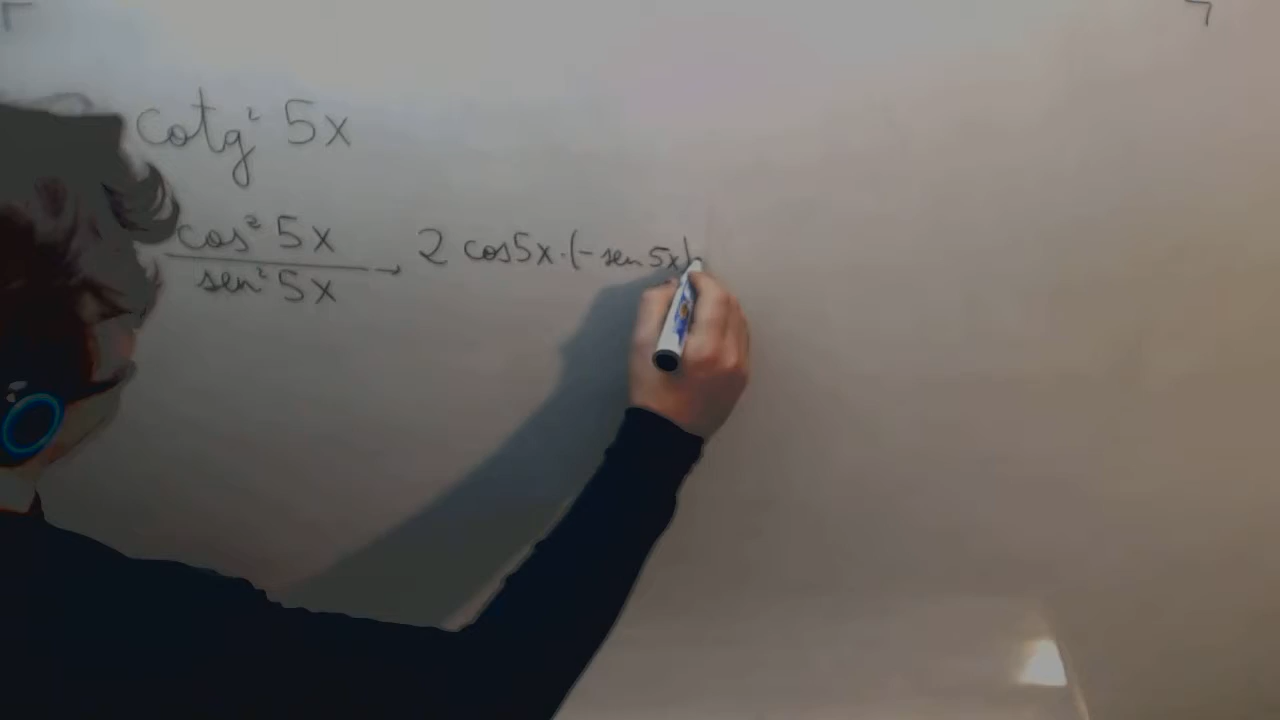 cotg² 5x
cos² 5x / sen² 5x → 2 cos5x·(-sen 5x)